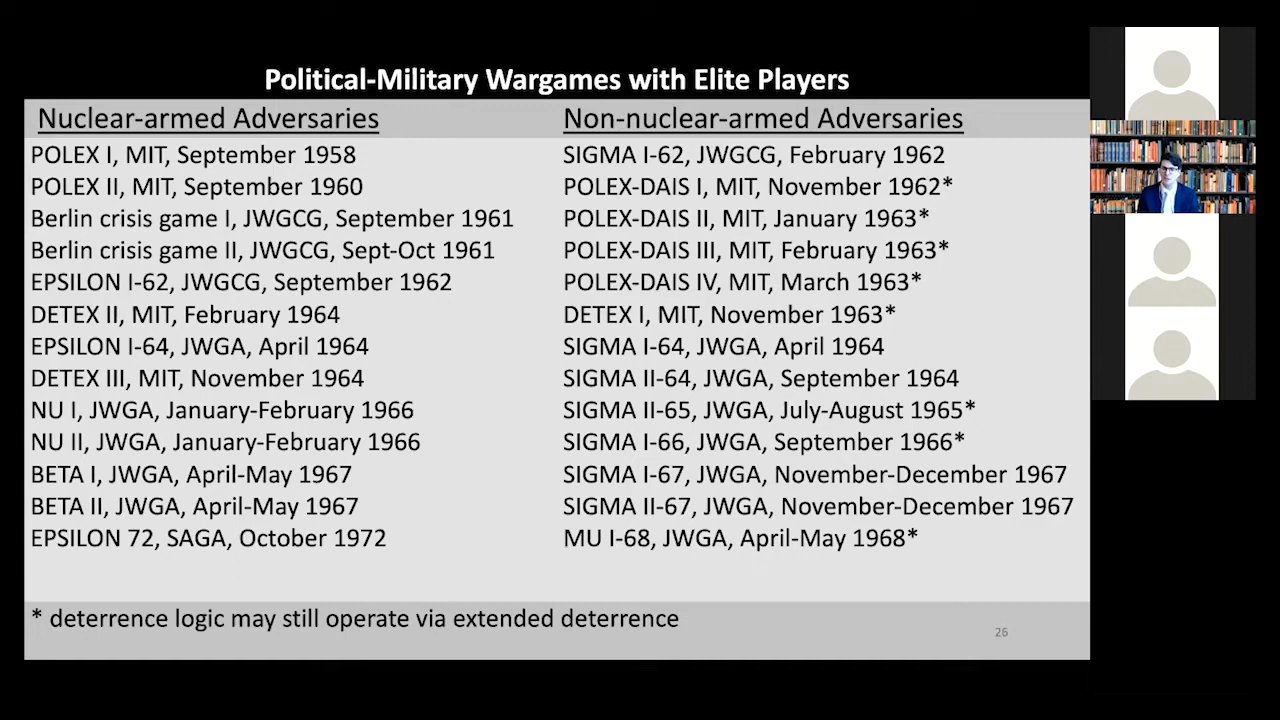 Political-Military Wargames with Elite Players
Nuclear-armed Adversaries
POLEX I, MIT, September 1958
POLEX II, MIT, September 1960
Berlin crisis game I, JWGCG, September 1961
Berlin crisis game II, JWGCG, Sept-Oct 1961
EPSILON I-62, JWGCG, September 1962
DETEX II, MIT, February 1964
EPSILON I-64, JWGA, April 1964
DETEX III, MIT, November 1964
NU I, JWGA, January-February 1966
NU II, JWGA, January-February 1966
BETA I, JWGA, April-May 1967
BETA II, JWGA, April-May 1967
EPSILON 72, SAGA, October 1972
Non-nuclear-armed Adversaries
SIGMA I-62, JWGCG, February 1962
POLEX-DAIS I, MIT, November 1962*
POLEX-DAIS II, MIT, January 1963*
POLEX-DAIS III, MIT, February 1963*
POLEX-DAIS IV, MIT, March 1963*
DETEX I, MIT, November 1963*
SIGMA I-64, JWGA, April 1964
SIGMA II-64, JWGA, September 1964
SIGMA II-65, JWGA, July-August 1965*
SIGMA I-66, JWGA, September 1966*
SIGMA I-67, JWGA, November-December 1967
SIGMA II-67, JWGA, November-December 1967
MU I-68, JWGA, April-May 1968*
* deterrence logic may still operate via extended deterrence
26